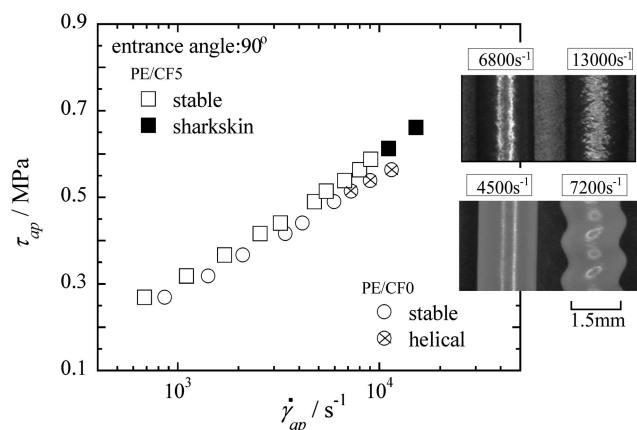 0.9
0.7
0.5
0.3
0.1
τap / MPa
entrance angle:90°
PE/CF5
stable
sharkskin
PE/CF0
stable
helical
6800s⁻¹
13000s⁻¹
4500s⁻¹
7200s⁻¹
1.5mm
10³
10⁴
γ̇ap / s⁻¹